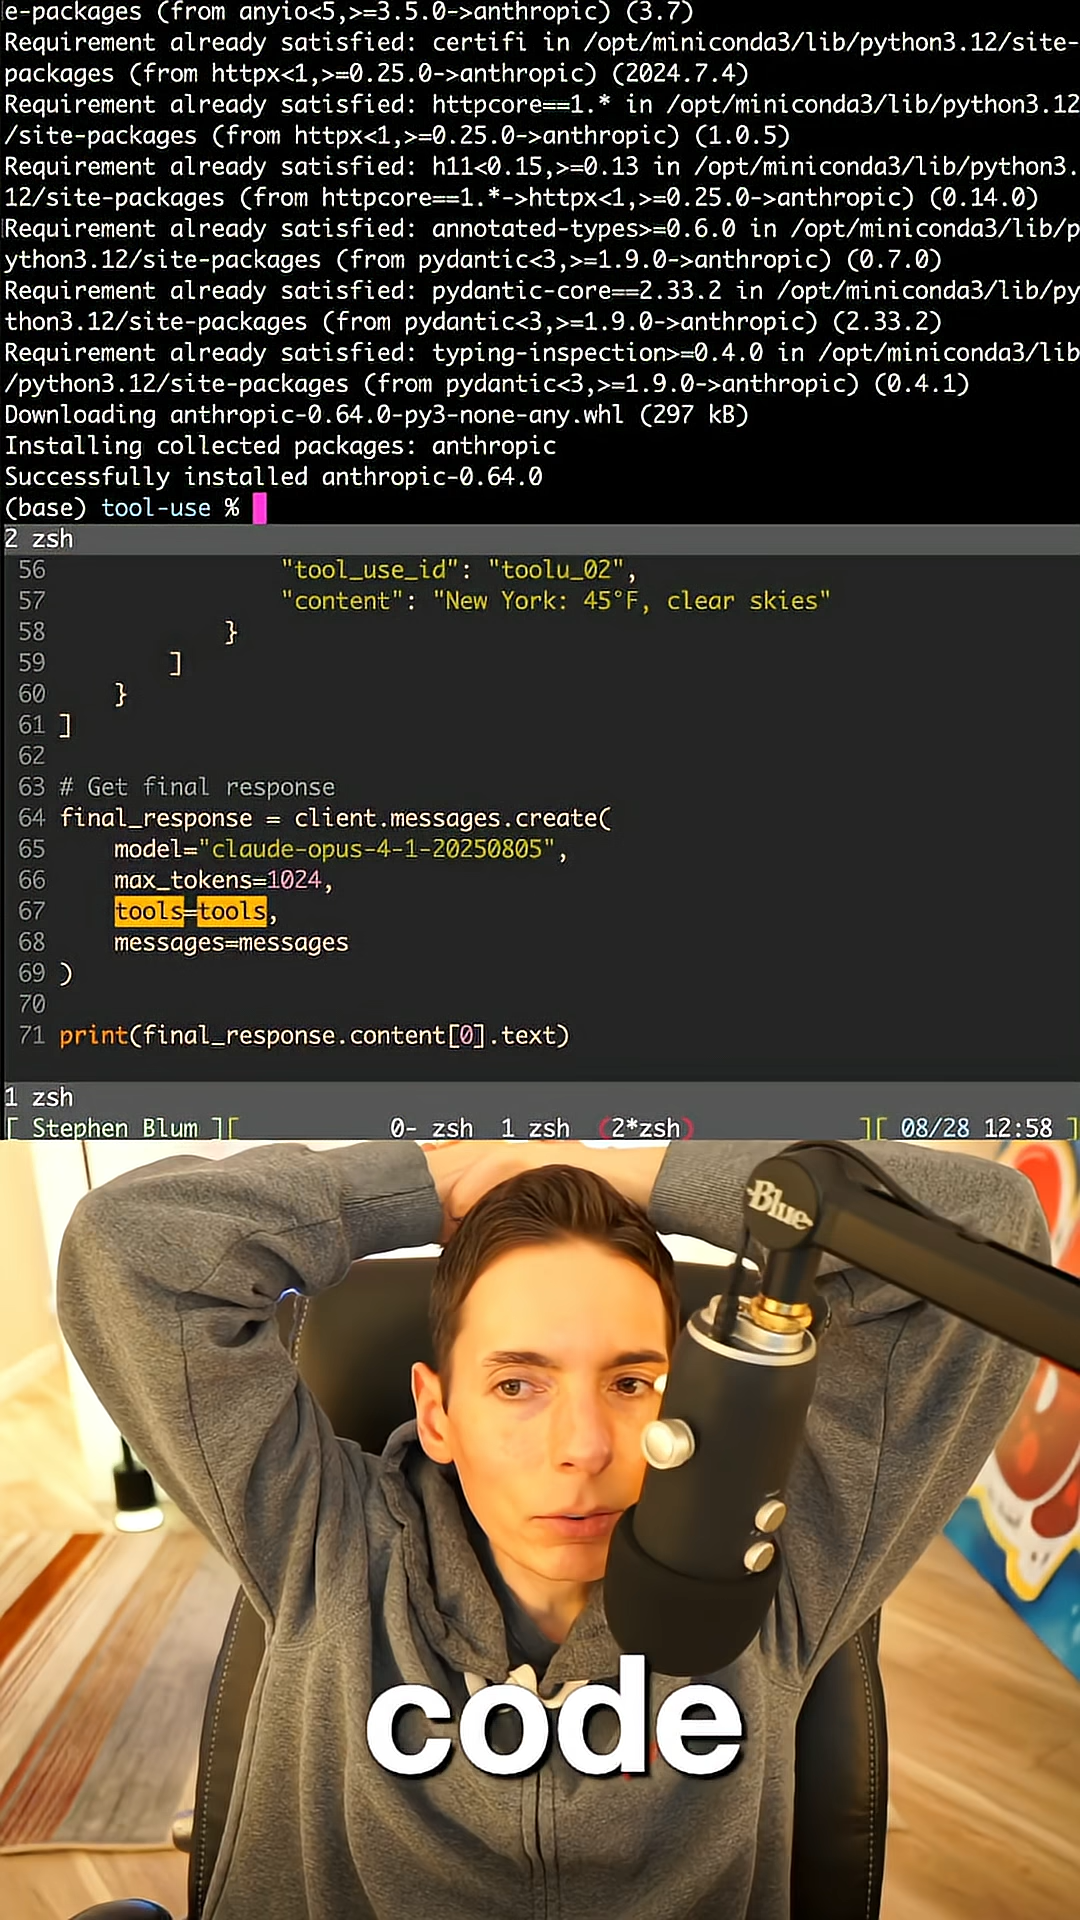 e-packages (from anyio<5,>=3.5.0->anthropic) (3.7)
Requirement already satisfied: certifi in /opt/miniconda3/lib/python3.12/site-
packages (from httpx<1,>=0.25.0->anthropic) (2024.7.4)
Requirement already satisfied: httpcore==1.* in /opt/miniconda3/lib/python3.12
/site-packages (from httpx<1,>=0.25.0->anthropic) (1.0.5)
Requirement already satisfied: h11<0.15,>=0.13 in /opt/miniconda3/lib/python3.
12/site-packages (from httpcore==1.*->httpx<1,>=0.25.0->anthropic) (0.14.0)
Requirement already satisfied: annotated-types>=0.6.0 in /opt/miniconda3/lib/p
ython3.12/site-packages (from pydantic<3,>=1.9.0->anthropic) (0.7.0)
Requirement already satisfied: pydantic-core==2.33.2 in /opt/miniconda3/lib/py
thon3.12/site-packages (from pydantic<3,>=1.9.0->anthropic) (2.33.2)
Requirement already satisfied: typing-inspection>=0.4.0 in /opt/miniconda3/lib
/python3.12/site-packages (from pydantic<3,>=1.9.0->anthropic) (0.4.1)
Downloading anthropic-0.64.0-py3-none-any.whl (297 kB)
Installing collected packages: anthropic
Successfully installed anthropic-0.64.0
(base) tool-use %
2 zsh
56                 "tool_use_id": "toolu_02",
57                 "content": "New York: 45°F, clear skies"
58             }
59         ]
60     }
61 ]
62
63 # Get final response
64 final_response = client.messages.create(
65     model="claude-opus-4-1-20250805",
66     max_tokens=1024,
67     tools=tools,
68     messages=messages
69 )
70
71 print(final_response.content[0].text)
1 zsh
[ Stephen Blum ][ 0- zsh 1 zsh (2*zsh) ][ 08/28 12:58 ]
Blue
code